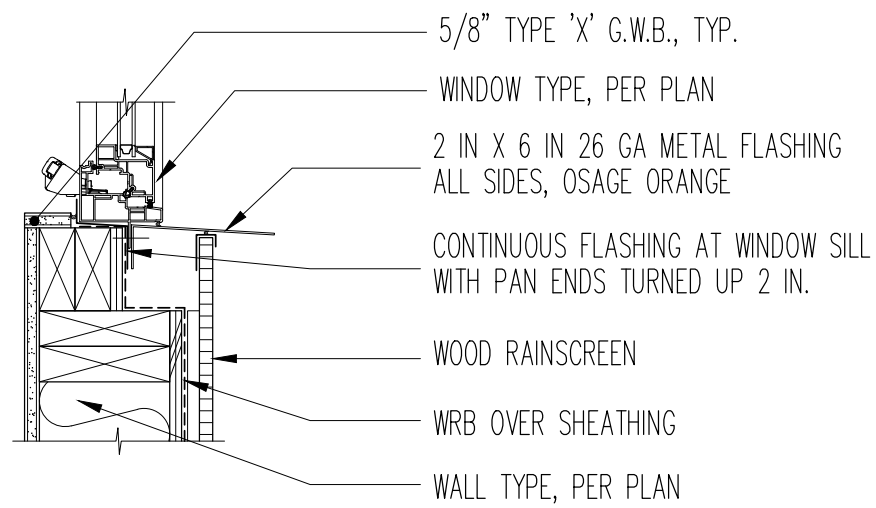 5/8" TYPE 'X' G.W.B., TYP.
WINDOW TYPE, PER PLAN
2 IN X 6 IN 26 GA METAL FLASHING
ALL SIDES, OSAGE ORANGE
CONTINUOUS FLASHING AT WINDOW SILL
WITH PAN ENDS TURNED UP 2 IN.
WOOD RAINSCREEN
WRB OVER SHEATHING
WALL TYPE, PER PLAN